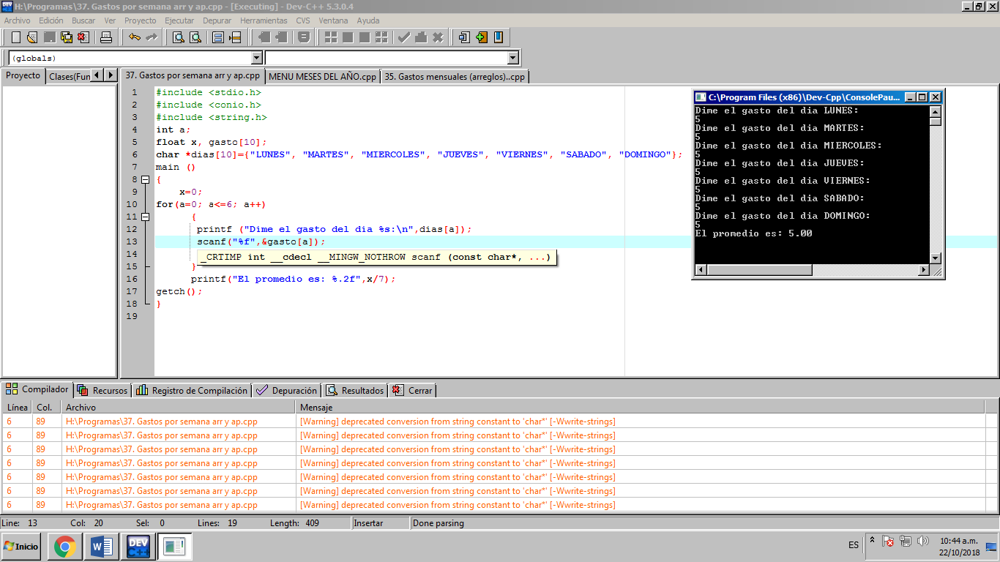 H:\Programas\37. Gastos por semana arr y ap.cpp - [Executing] - Dev-C++ 5.3.0.4
Archivo Edición Buscar Ver Proyecto Ejecutar Depurar Herramientas CVS Ventana Ayuda
(globals)
Proyecto Clases(Fun
37. Gastos por semana arr y ap.cpp MENU MESES DEL AÑO.cpp 35. Gastos mensuales (arreglos)..cpp
1 #include <stdio.h>
2 #include <conio.h>
3 #include <string.h>
4 int a;
5 float x, gasto[10];
6 char *dias[10]={"LUNES", "MARTES", "MIERCOLES", "JUEVES", "VIERNES", "SABADO", "DOMINGO"};
7 main ()
8 {
9 x=0;
10 for(a=0; a<=6; a++)
11 {
12 printf ("Dime el gasto del dia %s:\n",dias[a]);
13 scanf("%f",&gasto[a]);
14 _CRTIMP int __cdecl __MINGW_NOTHROW scanf (const char*, ...)
15 }
16 printf("El promedio es: %.2f",x/7);
17 getch();
18 }
19
C:\Program Files (x86)\Dev-Cpp\ConsolePau...
Dime el gasto del dia LUNES:
5
Dime el gasto del dia MARTES:
5
Dime el gasto del dia MIERCOLES:
5
Dime el gasto del dia JUEVES:
5
Dime el gasto del dia VIERNES:
5
Dime el gasto del dia SABADO:
5
Dime el gasto del dia DOMINGO:
5
El promedio es: 5.00
Compilador Recursos Registro de Compilación Depuración Resultados Cerrar
Línea Col. Archivo Mensaje
6 89 H:\Programas\37. Gastos por semana arr y ap.cpp [Warning] deprecated conversion from string constant to 'char*' [-Wwrite-strings]
6 89 H:\Programas\37. Gastos por semana arr y ap.cpp [Warning] deprecated conversion from string constant to 'char*' [-Wwrite-strings]
6 89 H:\Programas\37. Gastos por semana arr y ap.cpp [Warning] deprecated conversion from string constant to 'char*' [-Wwrite-strings]
6 89 H:\Programas\37. Gastos por semana arr y ap.cpp [Warning] deprecated conversion from string constant to 'char*' [-Wwrite-strings]
6 89 H:\Programas\37. Gastos por semana arr y ap.cpp [Warning] deprecated conversion from string constant to 'char*' [-Wwrite-strings]
6 89 H:\Programas\37. Gastos por semana arr y ap.cpp [Warning] deprecated conversion from string constant to 'char*' [-Wwrite-strings]
6 89 H:\Programas\37. Gastos por semana arr y ap.cpp [Warning] deprecated conversion from string constant to 'char*' [-Wwrite-strings]
Line: 13 Col: 20 Sel: 0 Lines: 19 Length: 409 Insertar Done parsing
Inicio W DEV C++ ES 10:44 a.m.
22/10/2018